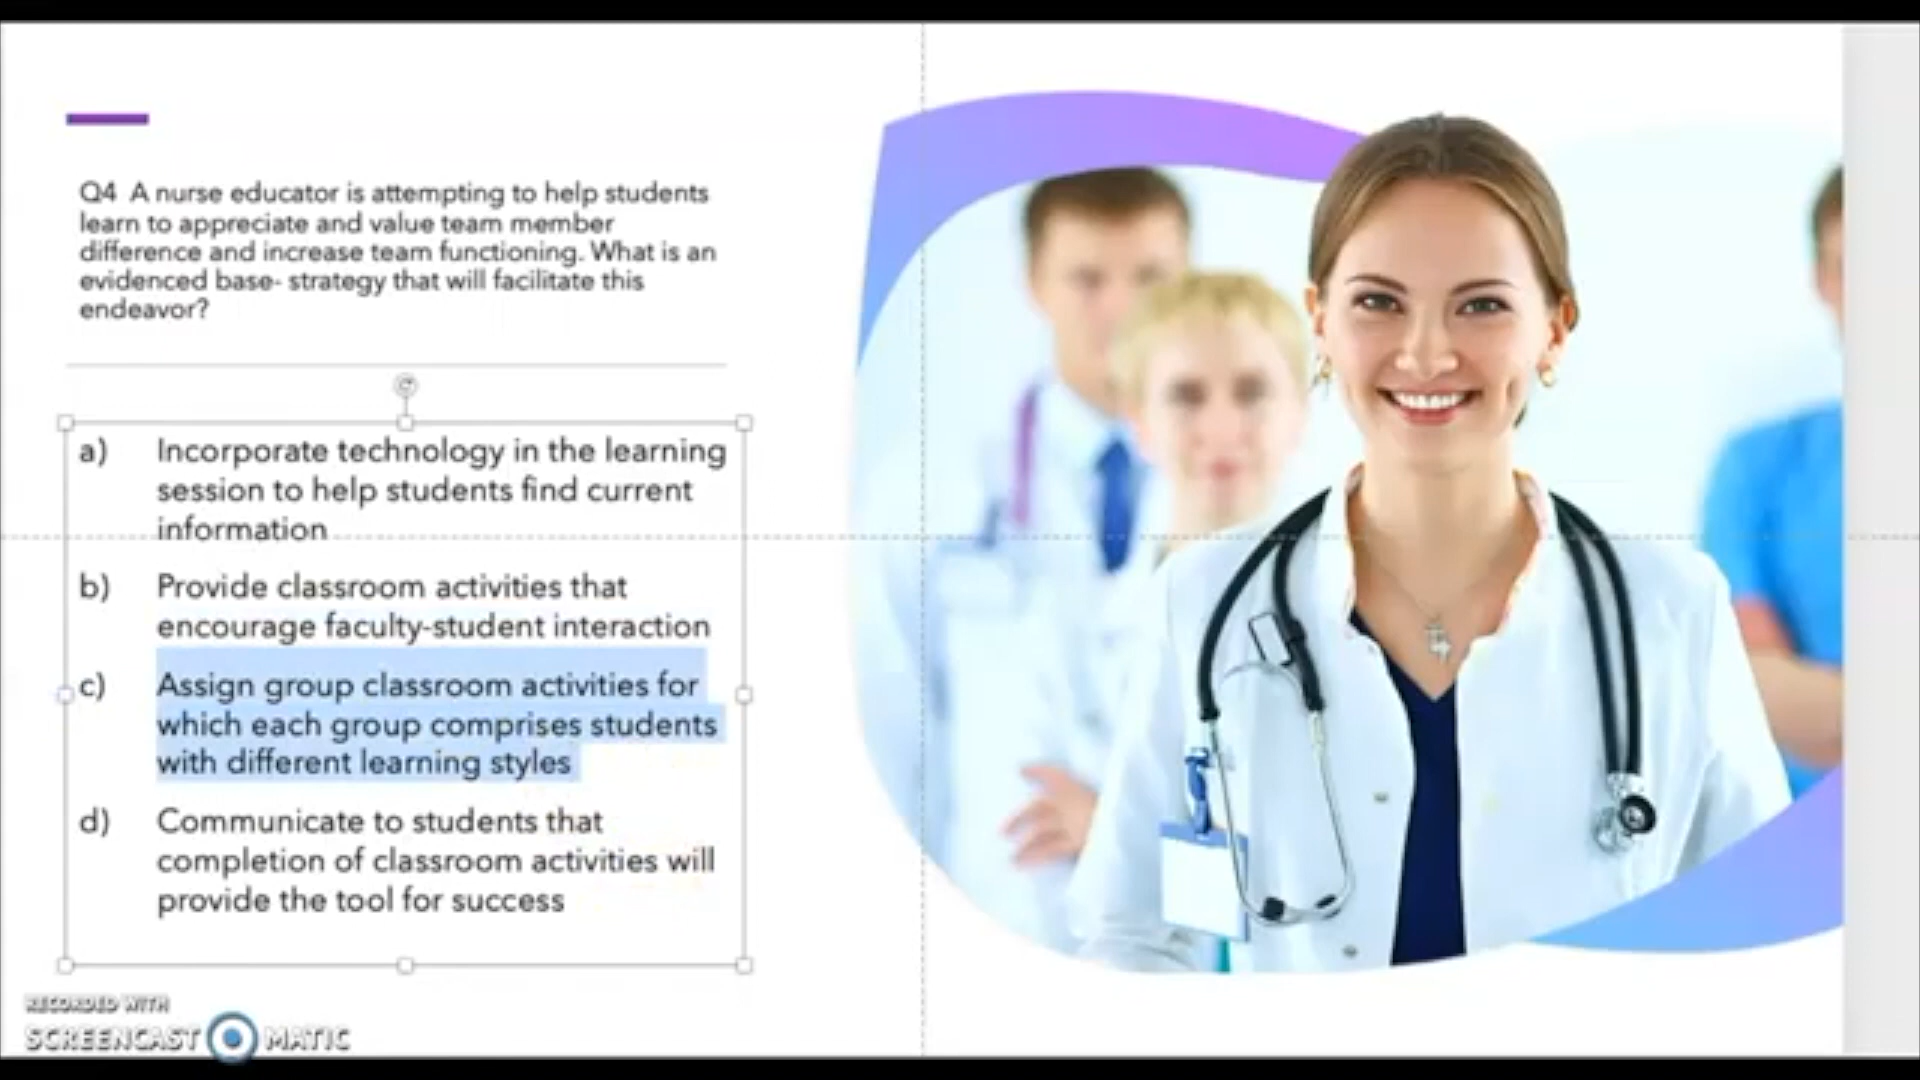 Q4 A nurse educator is attempting to help students
learn to appreciate and value team member
difference and increase team functioning. What is an
evidenced base- strategy that will facilitate this
endeavor?
a) Incorporate technology in the learning
session to help students find current
information
b) Provide classroom activities that
encourage faculty-student interaction
c) Assign group classroom activities for
which each group comprises students
with different learning styles
d) Communicate to students that
completion of classroom activities will
provide the tool for success
RECORDED WITH
SCREENCAST MATIC